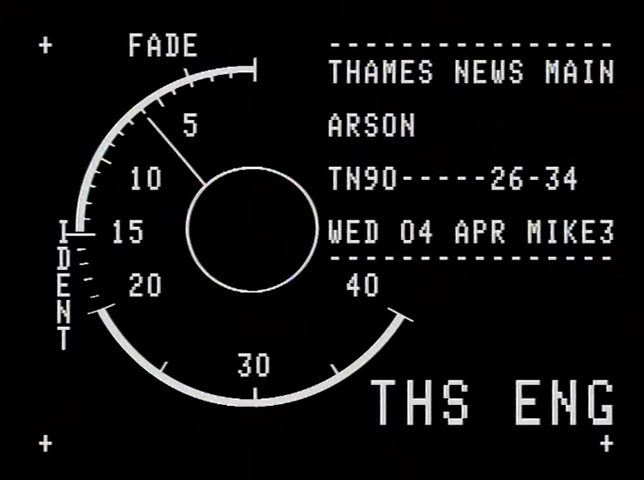 FADE
5
10
15
20
30
40
IDENT
THAMES NEWS MAIN
ARSON
TN90-----26-34
WED 04 APR MIKE3
THS ENG